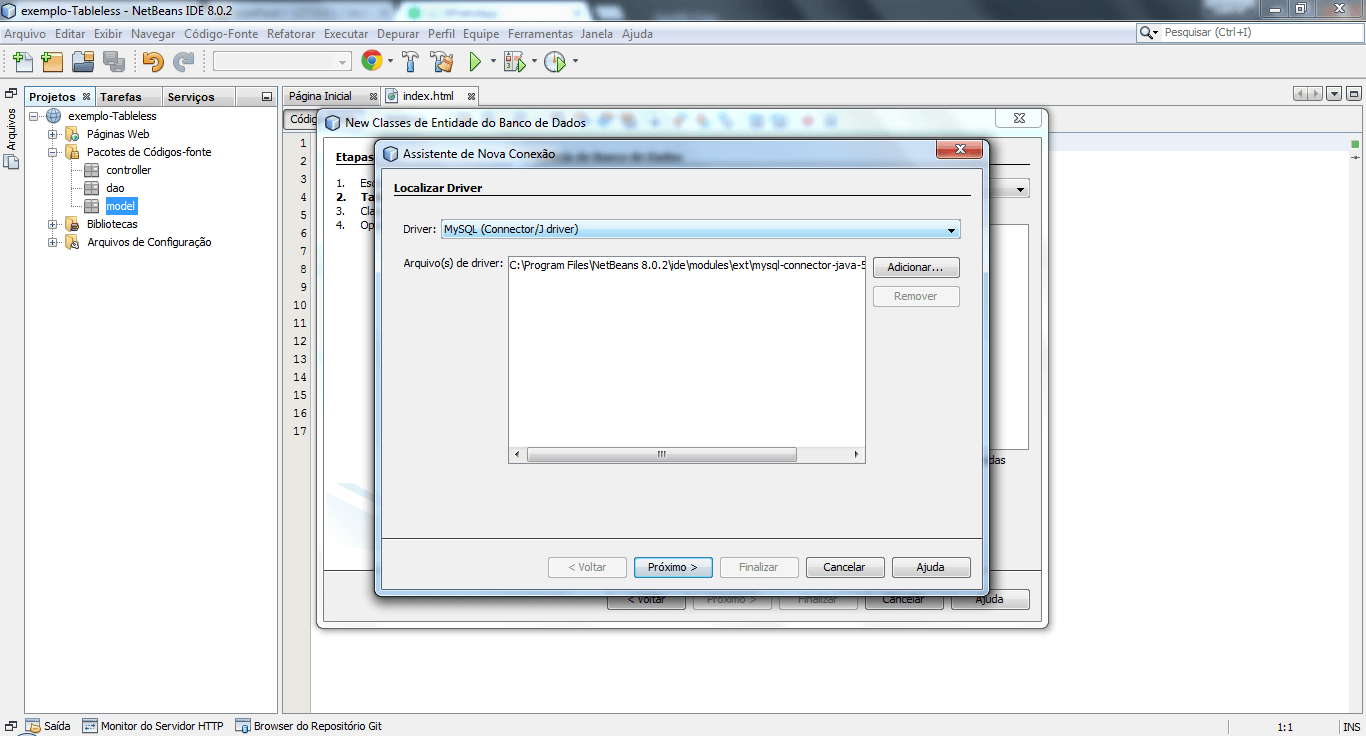 exemplo-Tableless - NetBeans IDE 8.0.2
Arquivo Editar Exibir Navegar Código-Fonte Refatorar Executar Depurar Perfil Equipe Ferramentas Janela Ajuda
Pesquisar (Ctrl+I)
Projetos Tarefas Serviços
Página Inicial index.html
Arquivos
exemplo-Tableless
Páginas Web
Pacotes de Códigos-fonte
controller
dao
model
Bibliotecas
Arquivos de Configuração
Códig
1
2
3
4
5
6
7
8
9
10
11
12
13
14
15
16
17
New Classes de Entidade do Banco de Dados
Etapas
1. Esc
2. Ta
3. Cla
4. Op
das
Assistente de Nova Conexão
Localizar Driver
Driver: MySQL (Connector/J driver)
Arquivo(s) de driver: C:\Program Files\NetBeans 8.0.2\ide\modules\ext\mysql-connector-java-5
Adicionar...
Remover
< Voltar Próximo > Finalizar Cancelar Ajuda
< Voltar Próximo > Finalizar Cancelar Ajuda
Saída Monitor do Servidor HTTP Browser do Repositório Git
1:1 INS